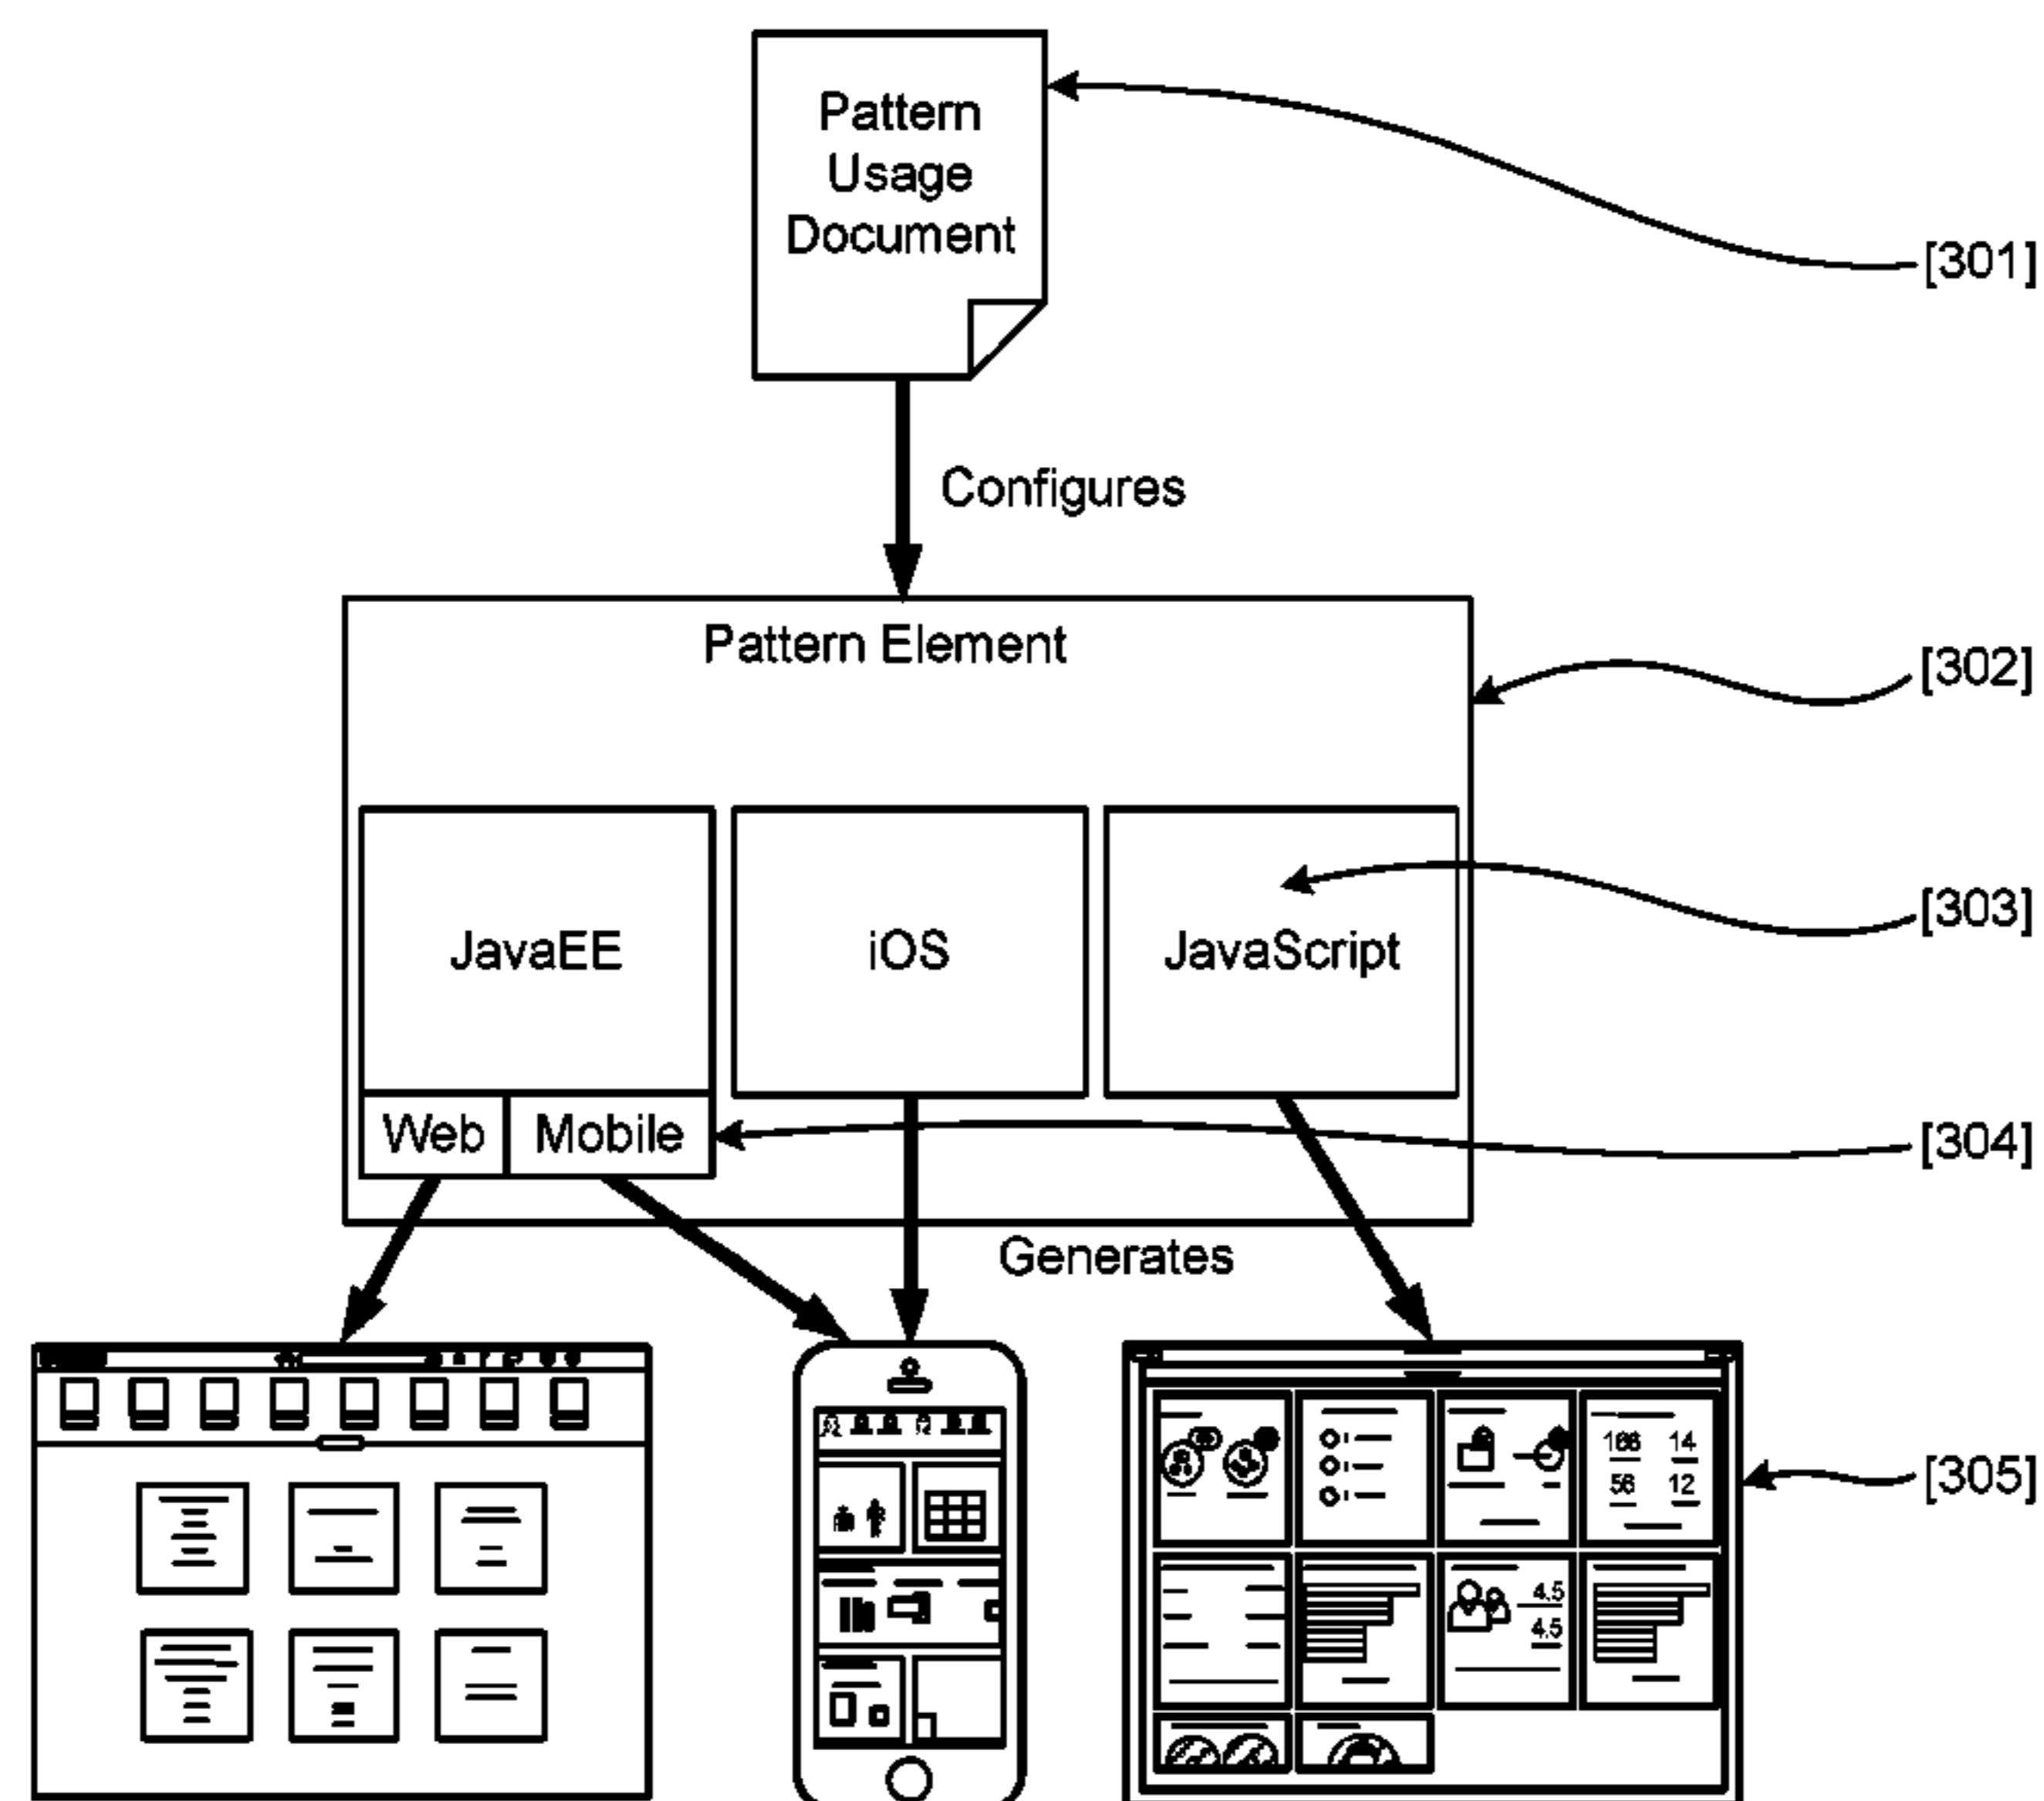 Pattern
Usage
Document
[301]
Configures
Pattern Element
[302]
[303]
JavaEE
iOS
JavaScript
Web
Mobile
[304]
Generates
[305]
14
56
12
4.5
4.5